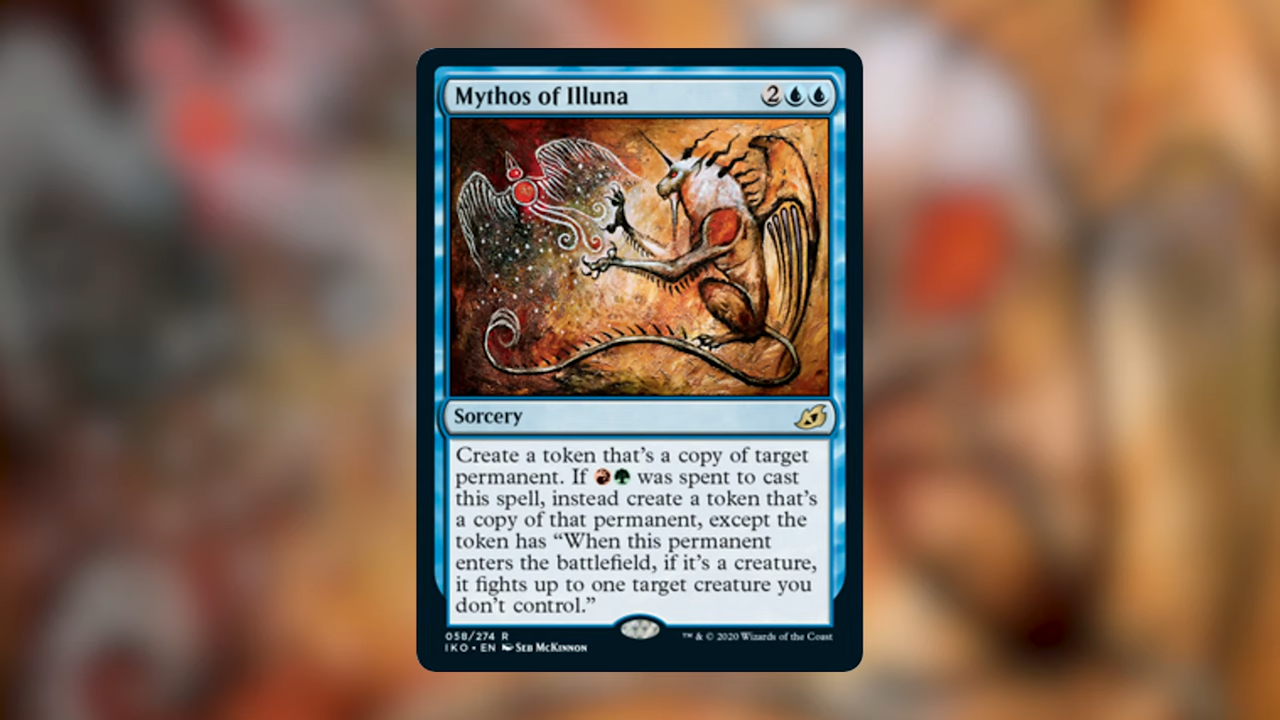 Mythos of Illuna 2
Sorcery
Create a token that's a copy of target
permanent. If was spent to cast
this spell, instead create a token that's
a copy of that permanent, except the
token has “When this permanent
enters the battlefield, if it's a creature,
it fights up to one target creature you
don't control.”
058/274 R ™ & © 2020 Wizards of the Coast
IKO • EN Seb McKinnon